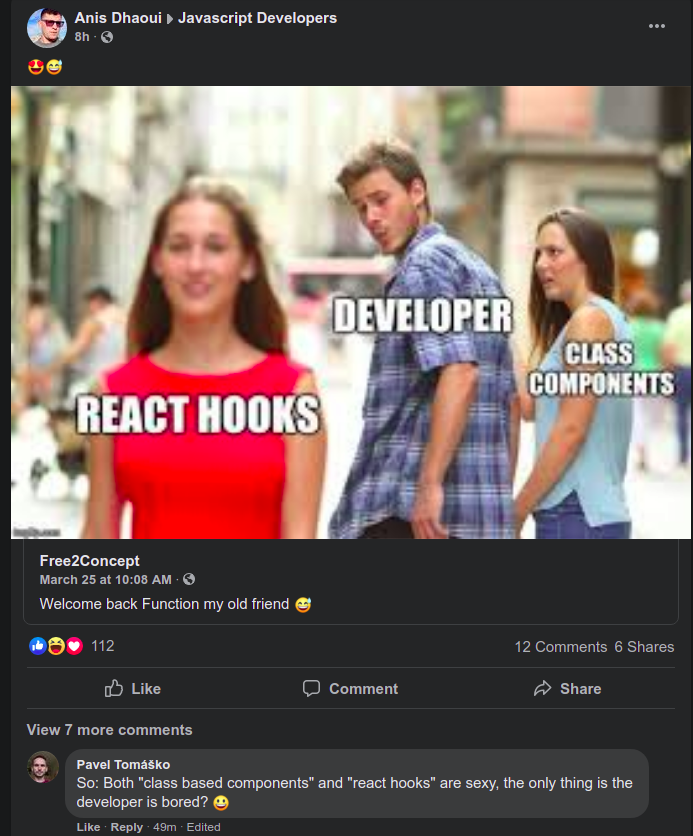 Anis Dhaoui Javascript Developers
8h ·
🤩😅
REACT HOOKS
DEVELOPER
CLASS
COMPONENTS
Free2Concept
March 25 at 10:08 AM ·
Welcome back Function my old friend 😅
112
12 Comments 6 Shares
Like
Comment
Share
View 7 more comments
Pavel Tomáško
So: Both "class based components" and "react hooks" are sexy, the only thing is the
developer is bored? 😃
Like · Reply · 49m · Edited